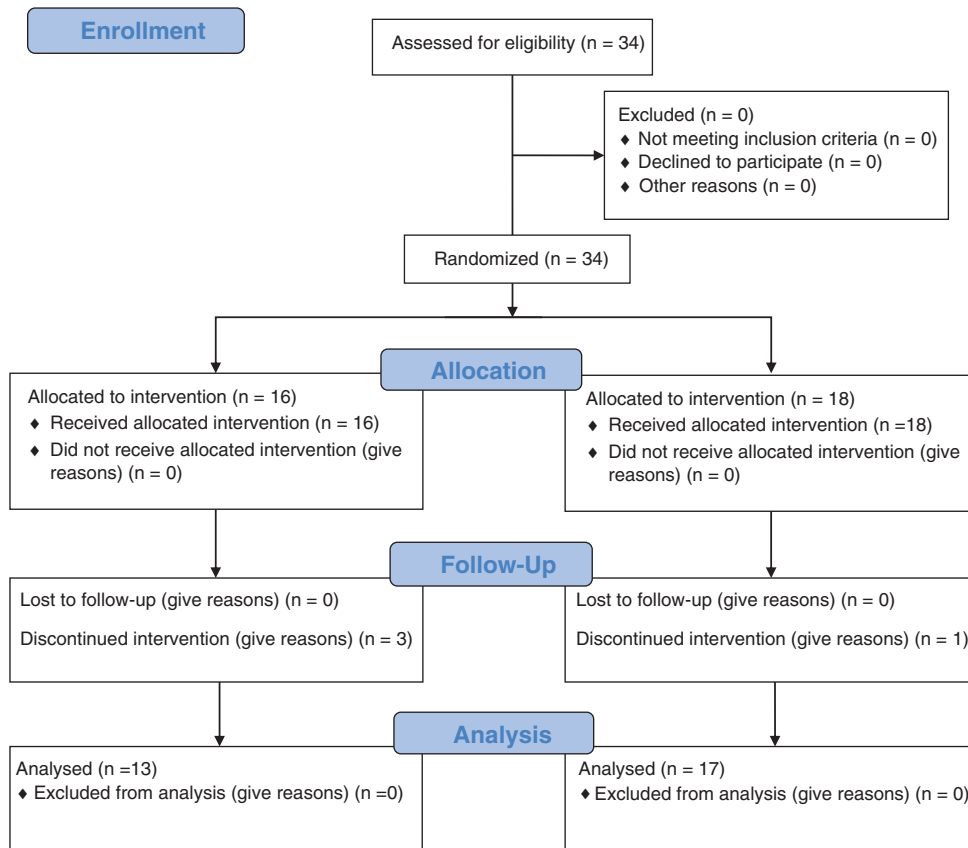 Enrollment
Assessed for eligibility (n = 34)
Excluded (n = 0)
♦ Not meeting inclusion criteria (n = 0)
♦ Declined to participate (n = 0)
♦ Other reasons (n = 0)
Randomized (n = 34)
Allocation
Allocated to intervention (n = 16)
♦ Received allocated intervention (n = 16)
♦ Did not receive allocated intervention (give
reasons) (n = 0)
Allocated to intervention (n = 18)
♦ Received allocated intervention (n =18)
♦ Did not receive allocated intervention (give
reasons) (n = 0)
Follow-Up
Lost to follow-up (give reasons) (n = 0)
Discontinued intervention (give reasons) (n = 3)
Lost to follow-up (give reasons) (n = 0)
Discontinued intervention (give reasons) (n = 1)
Analysis
Analysed (n =13)
♦ Excluded from analysis (give reasons) (n =0)
Analysed (n = 17)
♦ Excluded from analysis (give reasons) (n = 0)